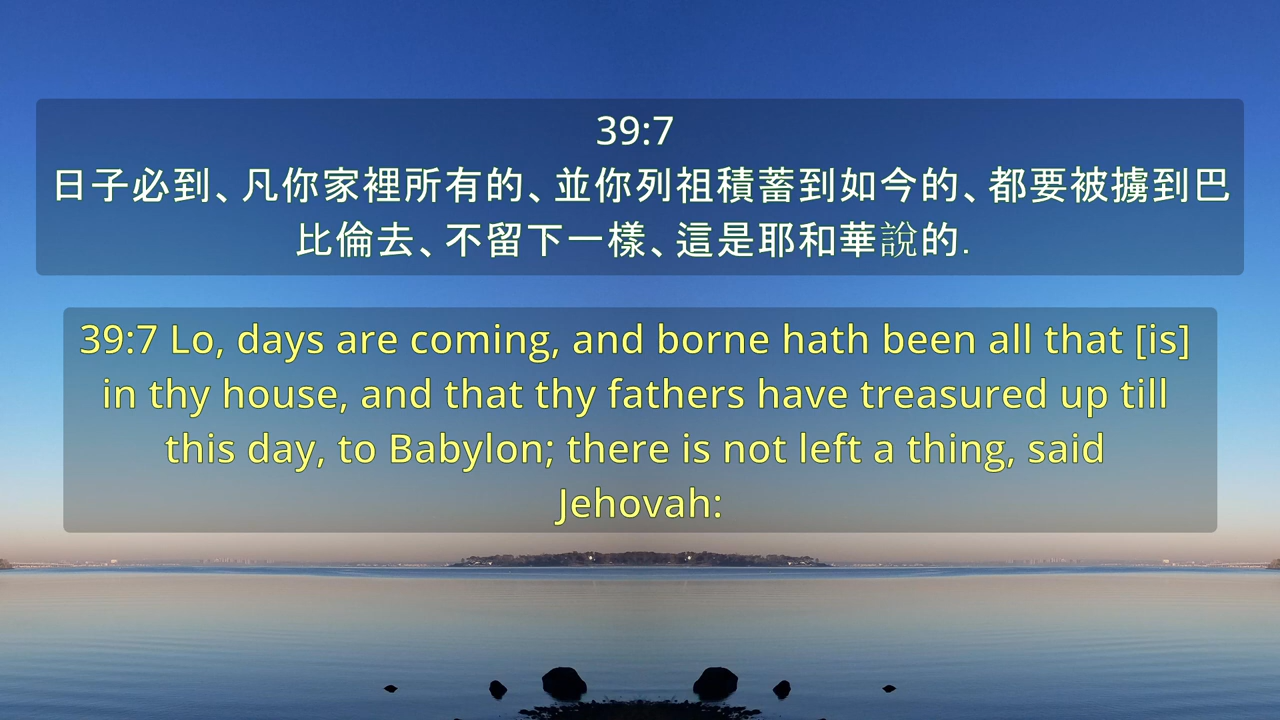 39:7
日子必到、凡你家裡所有的、並你列祖積蓄到如今的、都要被擄到巴
比倫去、不留下一樣、這是耶和華說的.
39:7 Lo, days are coming, and borne hath been all that [is]
in thy house, and that thy fathers have treasured up till
this day, to Babylon; there is not left a thing, said
Jehovah: